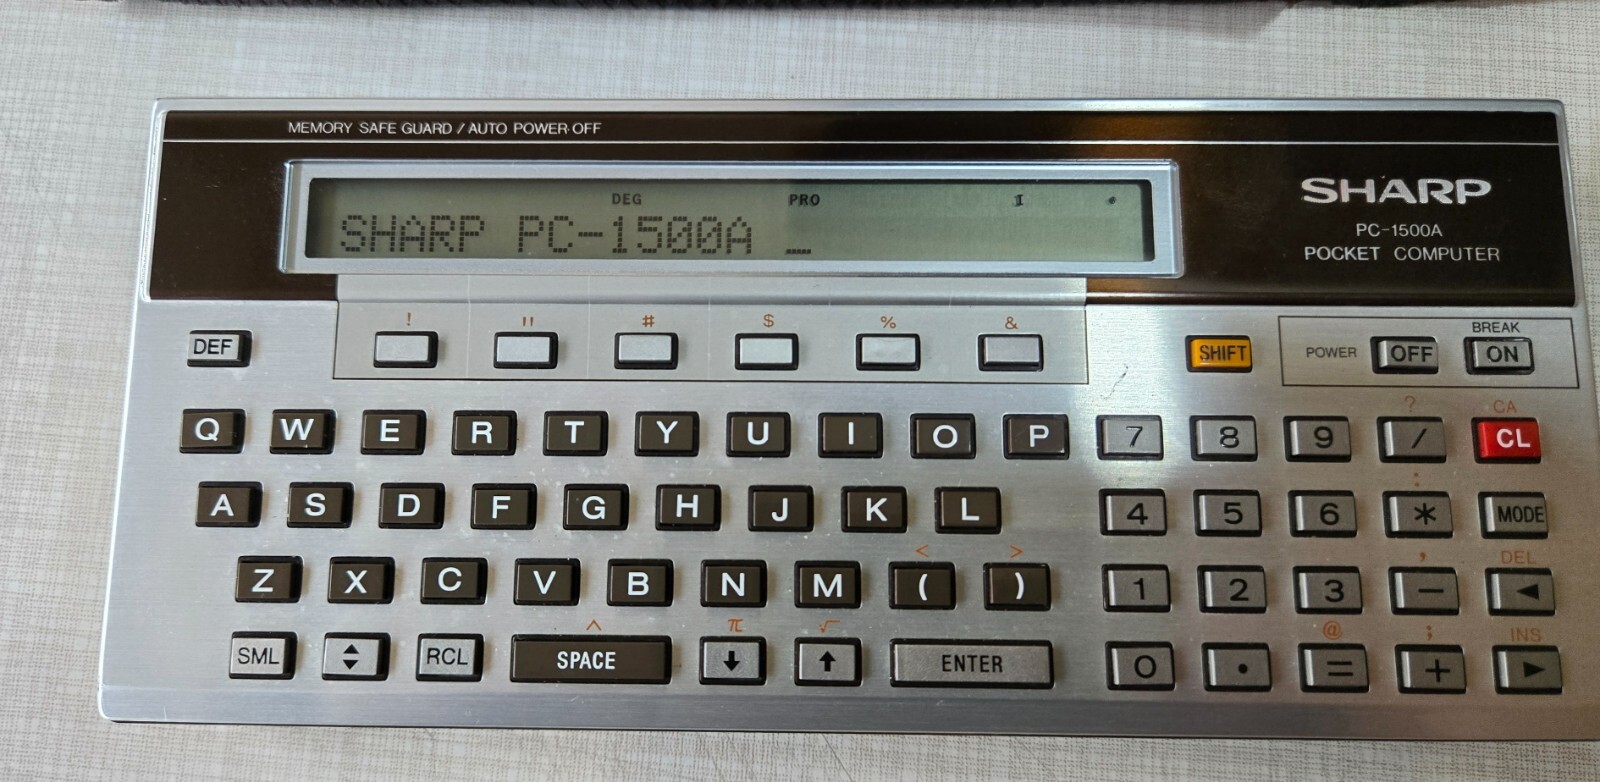 MEMORY SAFE GUARD / AUTO POWER OFF
DEG PRO I
SHARP PC-1500A _
SHARP
PC-1500A
POCKET COMPUTER
! " # $ % &
BREAK
DEF SHIFT POWER OFF ON
? CA
Q W E R T Y U I O P 7 8 9 / CL
:
A S D F G H J K L 4 5 6 * MODE
< > , DEL
Z X C V B N M ( ) 1 2 3 − ◄
^ π √ @ ; INS
SML RCL SPACE ↓ ↑ ENTER 0 • = + ►